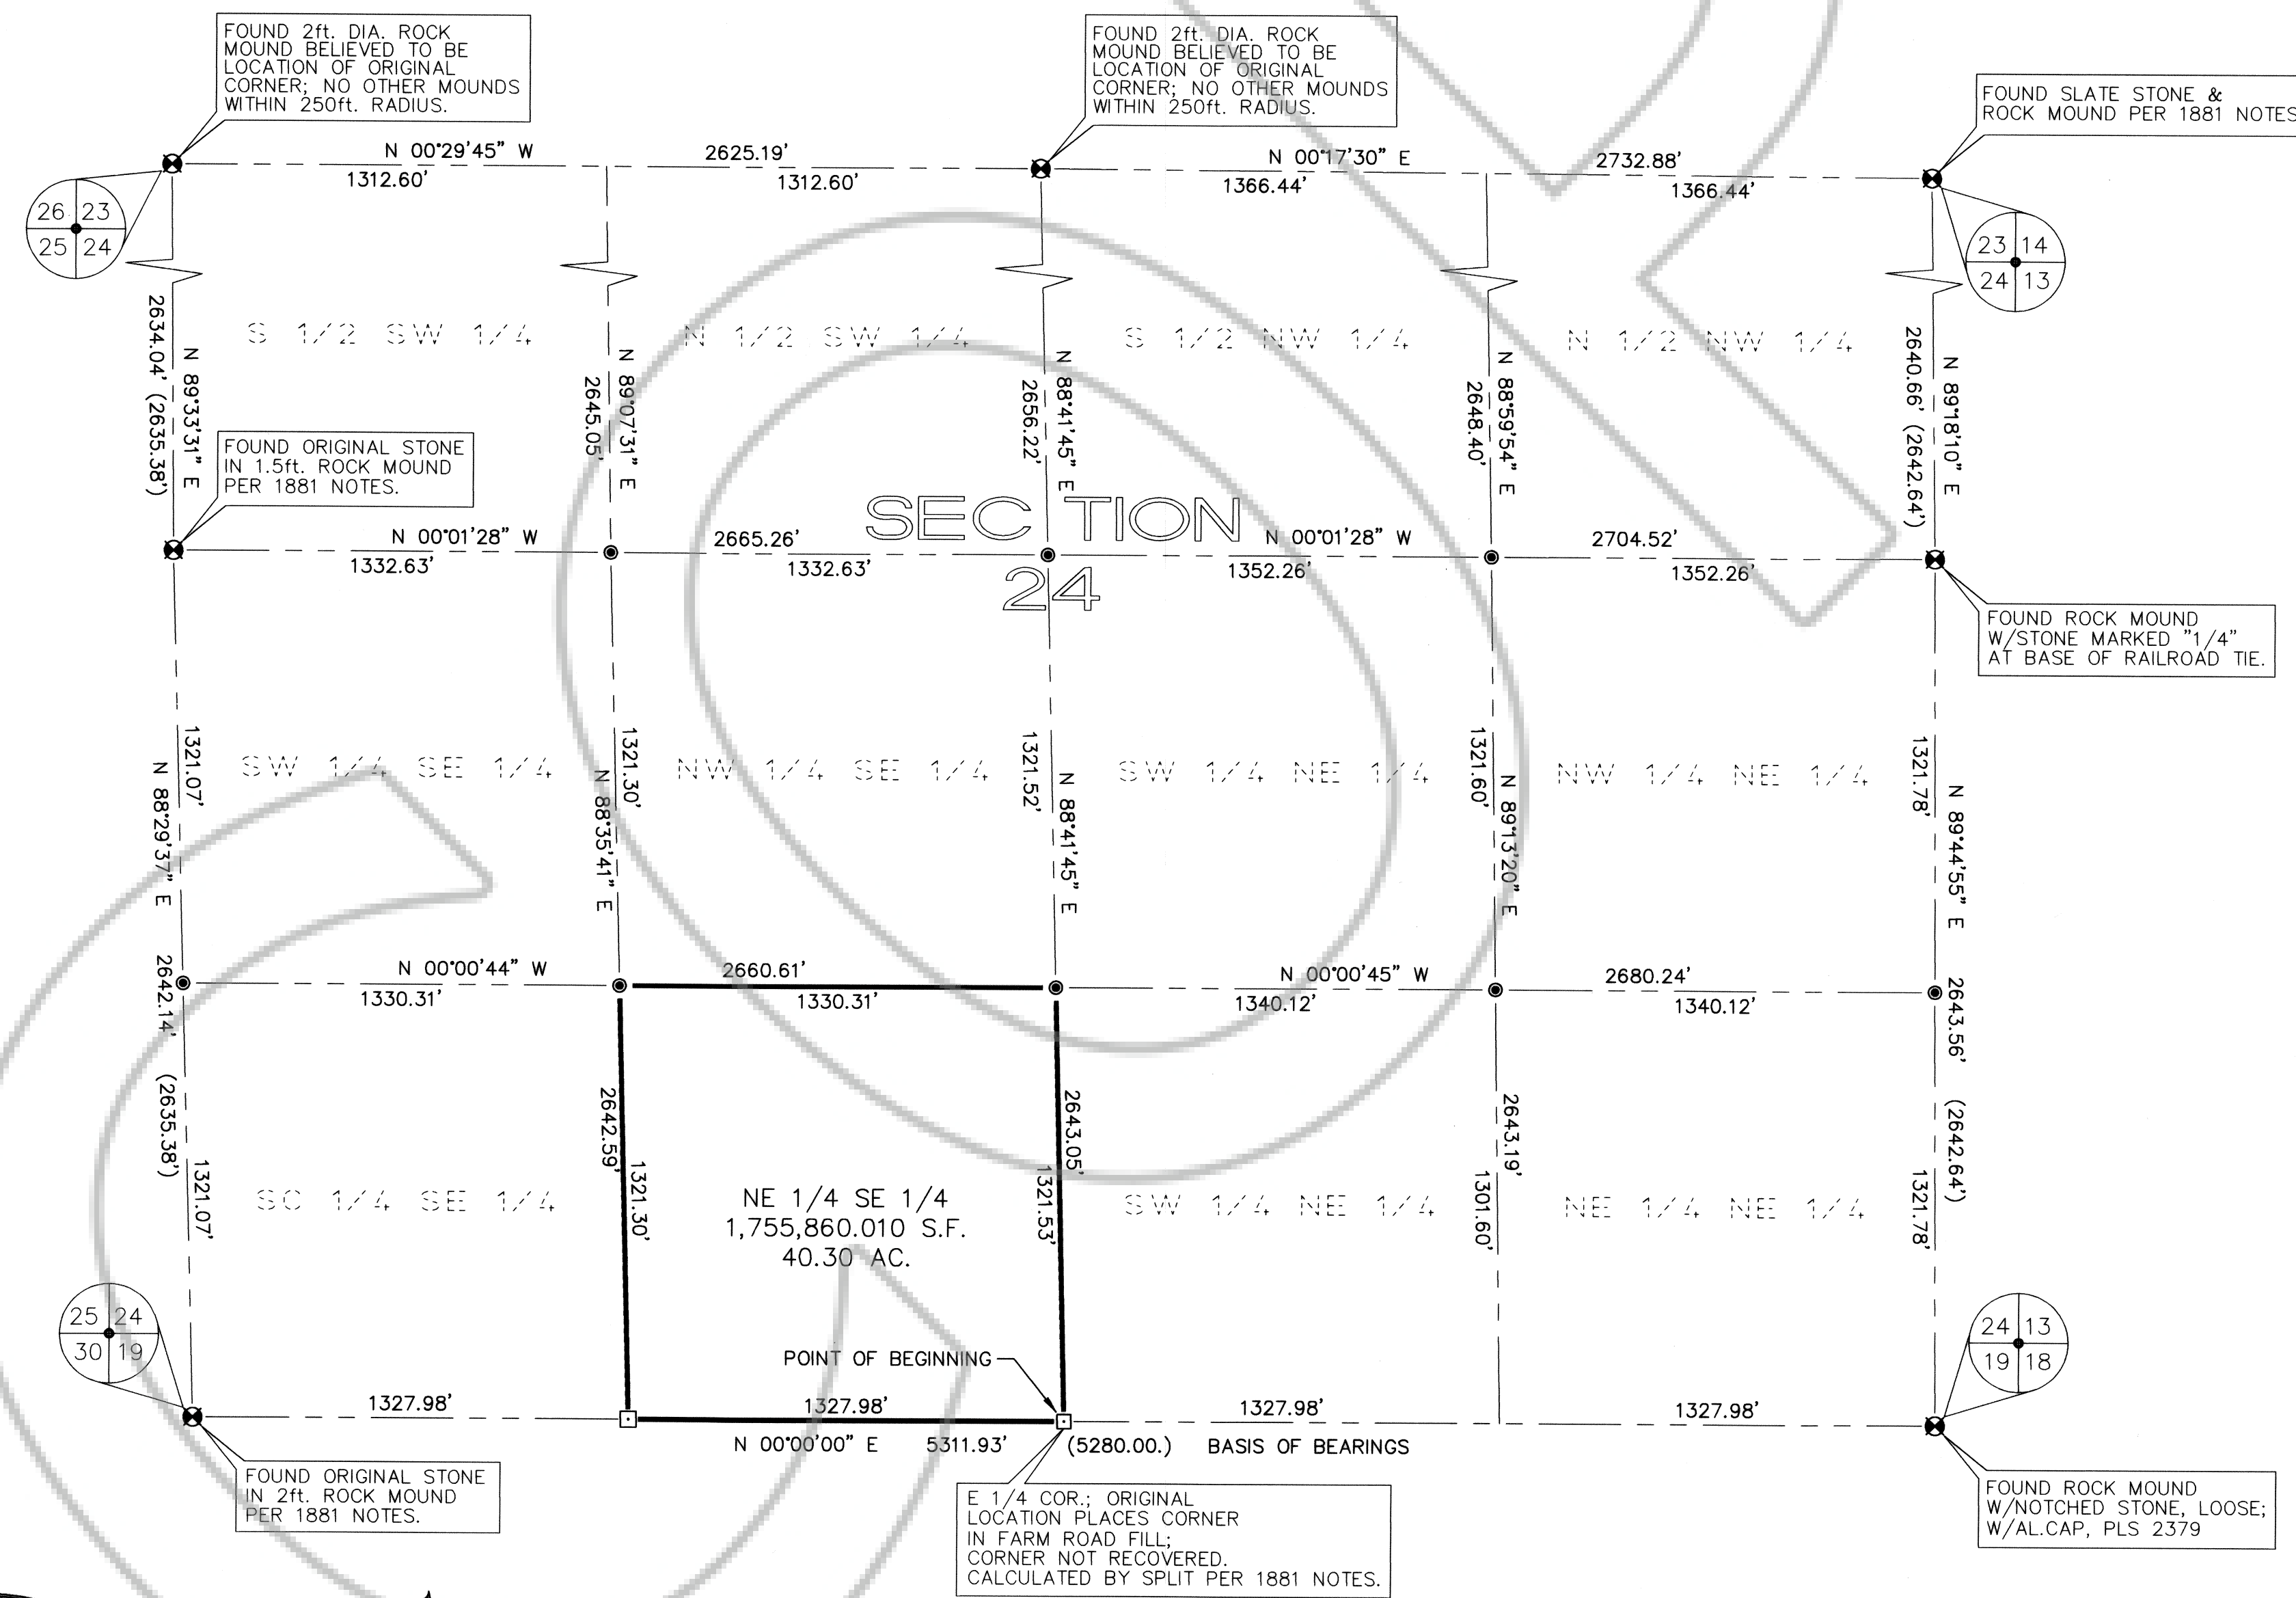 FOUND 2ft. DIA. ROCK
MOUND BELIEVED TO BE
LOCATION OF ORIGINAL
CORNER; NO OTHER MOUNDS
WITHIN 250ft. RADIUS.
FOUND 2ft. DIA. ROCK
MOUND BELIEVED TO BE
LOCATION OF ORIGINAL
CORNER; NO OTHER MOUNDS
WITHIN 250ft. RADIUS.
FOUND SLATE STONE &
ROCK MOUND PER 1881 NOTES
N 00°29'45" W
2625.19'
N 00°17'30" E
2732.88'
1312.60'
1312.60'
1366.44'
1366.44'
26 23
25 24
23 14
24 13
S 1/2 SW 1/4
N 1/2 SW 1/4
S 1/2 NW 1/4
N 1/2 NW 1/4
2634.04' (2635.38')
N 89°33'31" E
2645.05'
N 89°07'31" E
2656.22'
N 88°41'45" E
2648.40'
N 88°59'54" E
2640.66' (2642.64')
N 89°18'10" E
FOUND ORIGINAL STONE
IN 1.5ft. ROCK MOUND
PER 1881 NOTES.
SECTION
24
N 00°01'28" W
2665.26'
N 00°01'28" W
2704.52'
1332.63'
1332.63'
1352.26'
1352.26'
FOUND ROCK MOUND
W/STONE MARKED "1/4"
AT BASE OF RAILROAD TIE.
1321.07'
N 88°29'37" E
1321.30'
N 88°35'41" E
1321.52'
N 88°41'45" E
1321.60'
N 89°13'20" E
1321.78'
N 89°44'55" E
SW 1/4 SE 1/4
NW 1/4 SE 1/4
SW 1/4 NE 1/4
NW 1/4 NE 1/4
N 00°00'44" W
2660.61'
N 00°00'45" W
2680.24'
1330.31'
1330.31'
1340.12'
1340.12'
2642.14' (2635.38')
1321.07'
2642.59'
1321.30'
2643.05'
1321.53'
2643.19'
1301.60'
2643.56' (2642.64')
1321.78'
SC 1/4 SE 1/4
NE 1/4 SE 1/4
1,755,860.010 S.F.
40.30 AC.
SW 1/4 NE 1/4
NE 1/4 NE 1/4
25 24
30 19
24 13
19 18
POINT OF BEGINNING
1327.98'
1327.98'
1327.98'
1327.98'
N 00°00'00" E 5311.93' (5280.00.) BASIS OF BEARINGS
FOUND ORIGINAL STONE
IN 2ft. ROCK MOUND
PER 1881 NOTES.
E 1/4 COR.; ORIGINAL
LOCATION PLACES CORNER
IN FARM ROAD FILL;
CORNER NOT RECOVERED.
CALCULATED BY SPLIT PER 1881 NOTES.
FOUND ROCK MOUND
W/NOTCHED STONE, LOOSE;
W/AL.CAP, PLS 2379